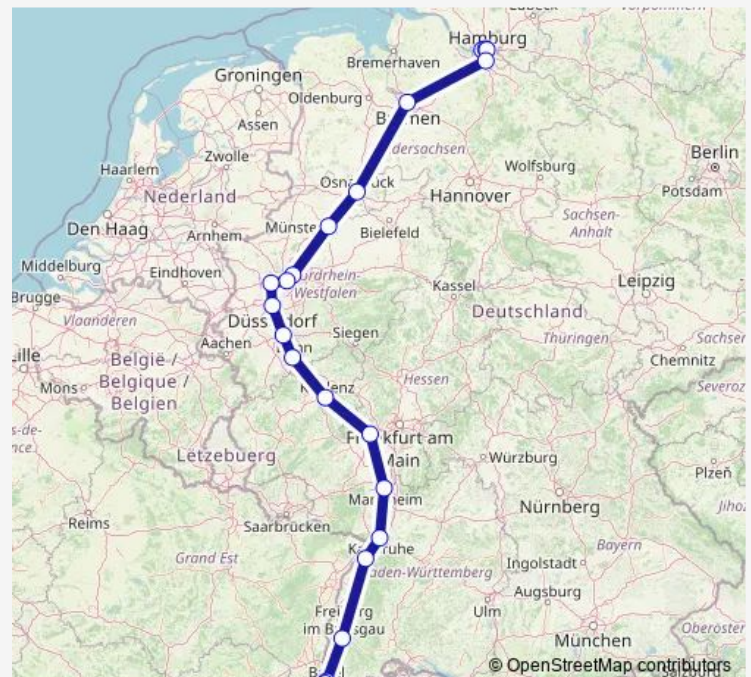 Hamburg
Bremerhaven
Groningen
Oldenburg
Assen
Zwolle
Wolfsburg
Berlin
Potsdam
Haarlem
Nederland
Hannover
Sachsen-
Anhalt
Den Haag
Arnhem
Bielefeld
Middelburg
Eindhoven
Kassel
Leipzig
Brugge
Westfalen
Deutschland
Vlaanderen
Aachen
Siegen
Thüringen
Chemnitz
België /
Belgique /
Belgien
Mons
Hessen
Lëtzebuerg
Würzburg
Plzeň
Reims
Saarbrücken
Nürnberg
Grand Est
Bayern
Ingolstadt
Augsburg
Ulm
München
© OpenStreetMap contributors